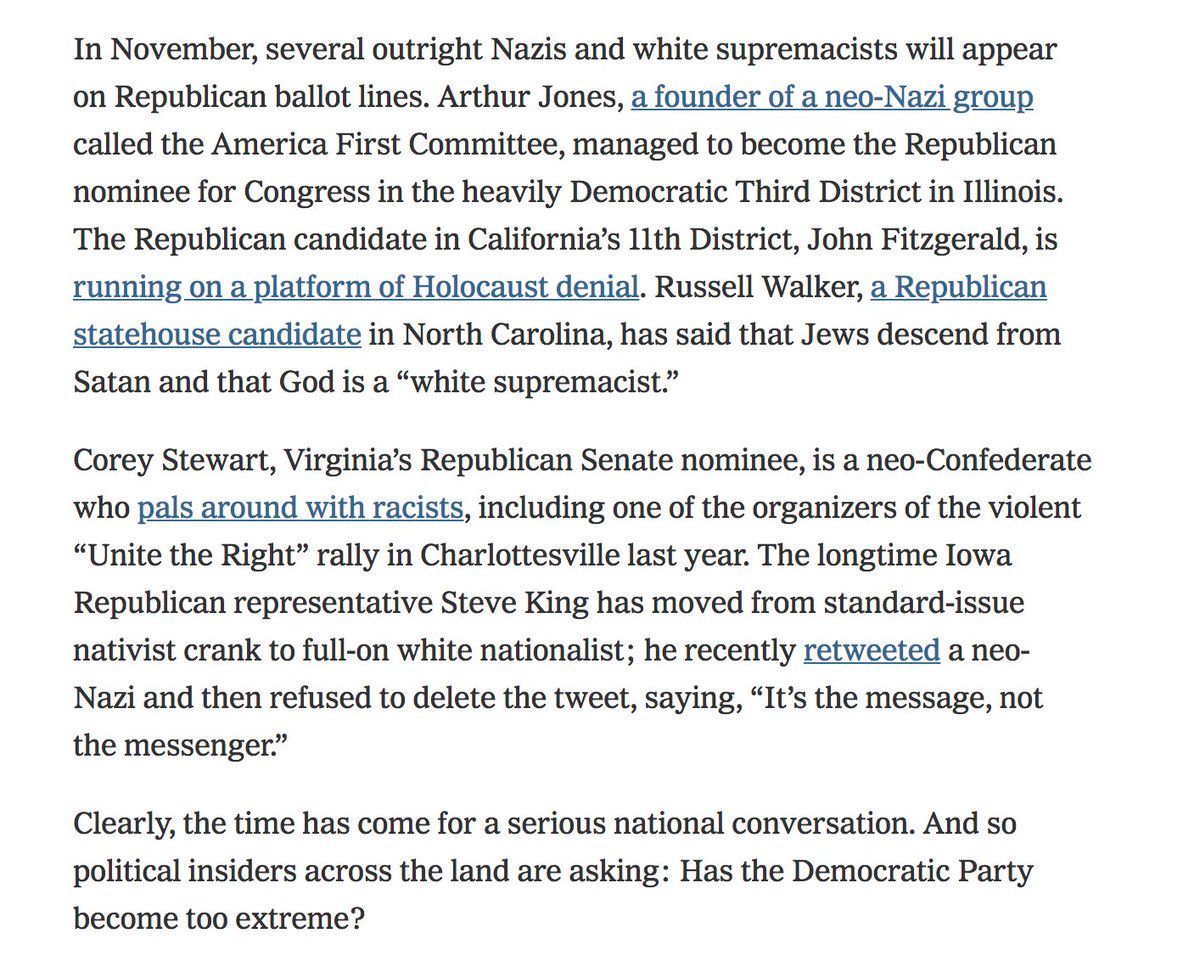 In November, several outright Nazis and white supremacists will appear
on Republican ballot lines. Arthur Jones, a founder of a neo-Nazi group
called the America First Committee, managed to become the Republican
nominee for Congress in the heavily Democratic Third District in Illinois.
The Republican candidate in California’s 11th District, John Fitzgerald, is
running on a platform of Holocaust denial. Russell Walker, a Republican
statehouse candidate in North Carolina, has said that Jews descend from
Satan and that God is a “white supremacist.”
Corey Stewart, Virginia’s Republican Senate nominee, is a neo-Confederate
who pals around with racists, including one of the organizers of the violent
“Unite the Right” rally in Charlottesville last year. The longtime Iowa
Republican representative Steve King has moved from standard-issue
nativist crank to full-on white nationalist; he recently retweeted a neo-
Nazi and then refused to delete the tweet, saying, “It’s the message, not
the messenger.”
Clearly, the time has come for a serious national conversation. And so
political insiders across the land are asking: Has the Democratic Party
become too extreme?